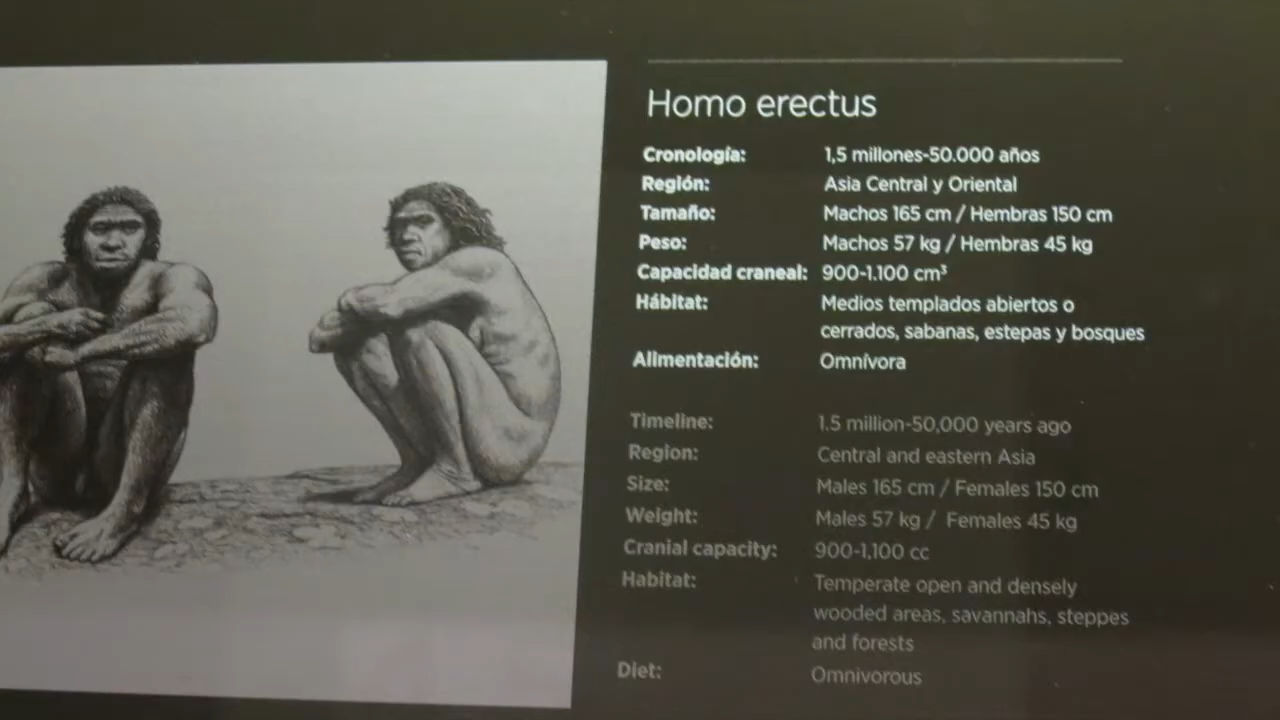 Homo erectus
Cronología: 1,5 millones-50.000 años
Región: Asia Central y Oriental
Tamaño: Machos 165 cm / Hembras 150 cm
Peso: Machos 57 kg / Hembras 45 kg
Capacidad craneal: 900-1.100 cm³
Hábitat: Medios templados abiertos o
cerrados, sabanas, estepas y bosques
Alimentación: Omnívora
Timeline: 1.5 million-50,000 years ago
Region: Central and eastern Asia
Size: Males 165 cm / Females 150 cm
Weight: Males 57 kg / Females 45 kg
Cranial capacity: 900-1,100 cc
Habitat: Temperate open and densely
wooded areas, savannahs, steppes
and forests
Diet: Omnivorous